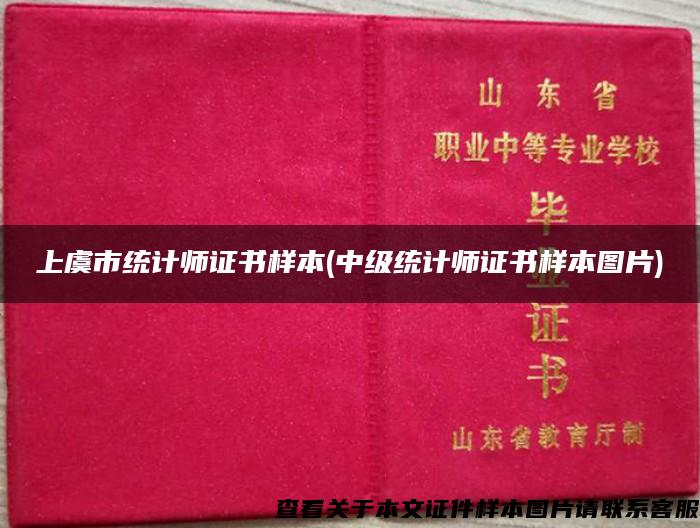 山东省
职业中等专业学校
毕业证书
上虞市统计师证书样本(中级统计师证书样本图片)
山东省教育厅制
查看关于本文证件样本图片请联系客服